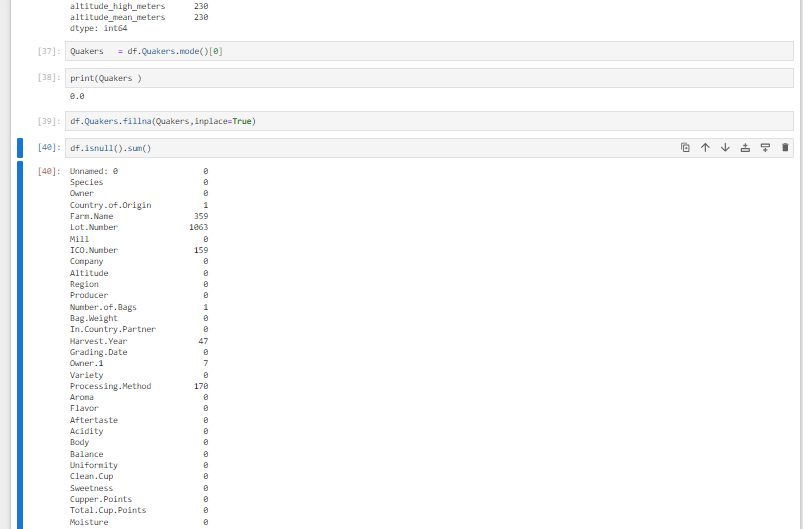 altitude_high_meters 230
altitude_mean_meters 230
dtype: int64
[37]: Quakers = df.Quakers.mode()[0]
[38]: print(Quakers )
0.0
[39]: df.Quakers.fillna(Quakers,inplace=True)
[40]: df.isnull().sum()
[40]: Unnamed: 0 0
Species 0
Owner 0
Country.of.Origin 1
Farm.Name 359
Lot.Number 1063
Mill 0
ICO.Number 159
Company 0
Altitude 0
Region 0
Producer 0
Number.of.Bags 1
Bag.Weight 0
In.Country.Partner 0
Harvest.Year 47
Grading.Date 0
Owner.1 7
Variety 0
Processing.Method 170
Aroma 0
Flavor 0
Aftertaste 0
Acidity 0
Body 0
Balance 0
Uniformity 0
Clean.Cup 0
Sweetness 0
Cupper.Points 0
Total.Cup.Points 0
Moisture 0